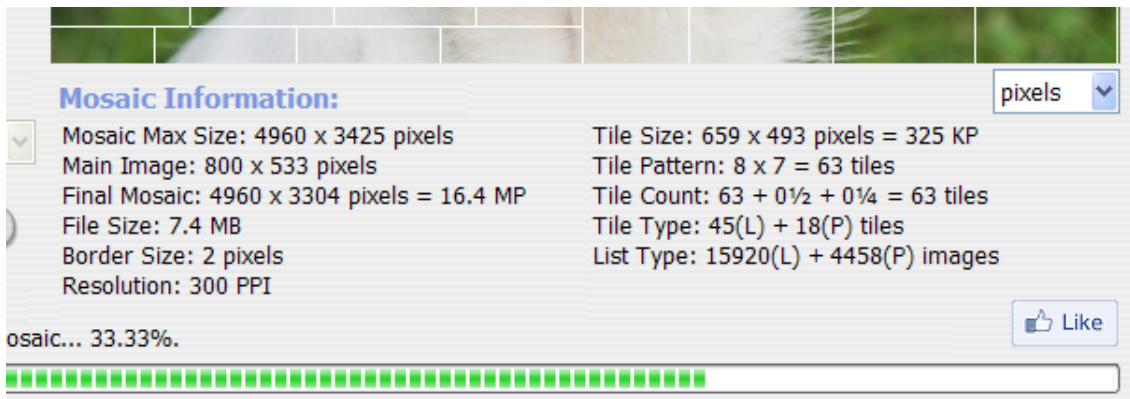 pixels
Mosaic Information:
Mosaic Max Size: 4960 x 3425 pixels
Main Image: 800 x 533 pixels
Final Mosaic: 4960 x 3304 pixels = 16.4 MP
File Size: 7.4 MB
Border Size: 2 pixels
Resolution: 300 PPI
Tile Size: 659 x 493 pixels = 325 KP
Tile Pattern: 8 x 7 = 63 tiles
Tile Count: 63 + 0½ + 0¼ = 63 tiles
Tile Type: 45(L) + 18(P) tiles
List Type: 15920(L) + 4458(P) images
Like
osaic... 33.33%.